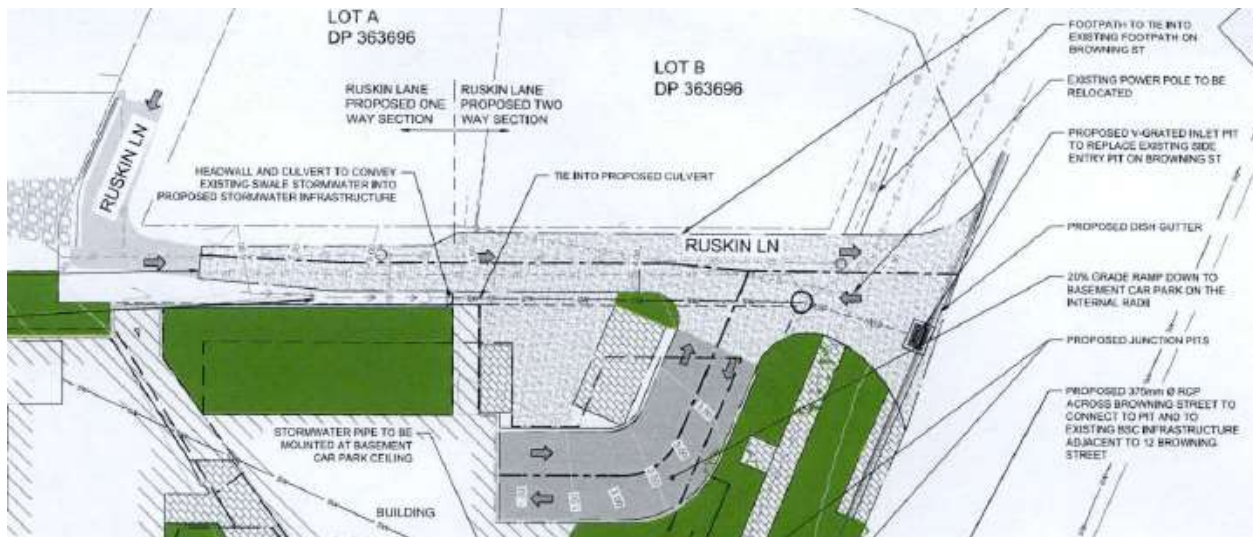 LOT A
DP 363696
LOT B
DP 363696
RUSKIN LANE
PROPOSED ONE
WAY SECTION
RUSKIN LANE
PROPOSED TWO
WAY SECTION
RUSKIN LN
HEADWALL AND CULVERT TO CONVEY
EXISTING SWALE STORMWATER INTO
PROPOSED STORMWATER INFRASTRUCTURE
TIE INTO PROPOSED CULVERT
RUSKIN LN
STORMWATER PIPE TO BE
MOUNTED AT BASEMENT
CAR PARK CEILING
BUILDING
FOOTPATH TO TIE INTO
EXISTING FOOTPATH ON
BROWNING ST
EXISTING POWER POLE TO BE
RELOCATED
PROPOSED V-GRATED INLET PIT
TO REPLACE EXISTING SIDE
ENTRY PIT ON BROWNING ST
PROPOSED DISH GUTTER
20% GRADE RAMP DOWN TO
BASEMENT CAR PARK ON THE
INTERNAL RADII
PROPOSED JUNCTION PITS
PROPOSED 375mm Ø RCP
ACROSS BROWNING STREET TO
CONNECT TO PIT AND TO
EXISTING BSC INFRASTRUCTURE
ADJACENT TO 12 BROWNING
STREET